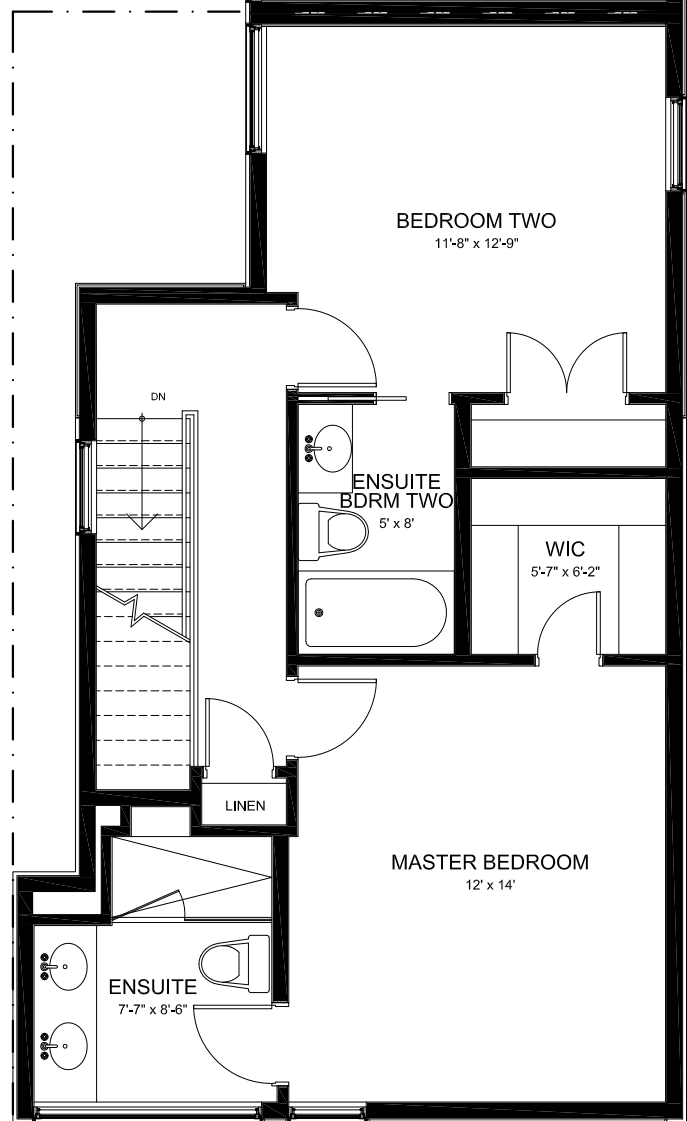 BEDROOM TWO
11'-8" x 12'-9"
DN
ENSUITE
BDRM TWO
5' x 8'
WIC
5'-7" x 6'-2"
LINEN
MASTER BEDROOM
12' x 14'
ENSUITE
7'-7" x 8'-6"